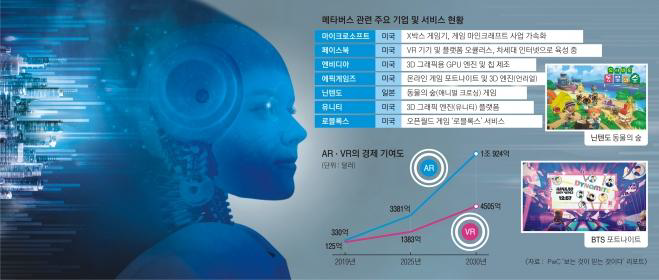 메타버스 관련 주요 기업 및 서비스 현황
마이크로소프트 미국 X박스 게임기, 게임 마인크래프트 사업 가속화
페이스북 미국 VR 기기 및 플랫폼 오큘러스, 차세대 인터넷으로 육성 중
엔비디아 미국 3D 그래픽용 GPU 엔진 및 칩 제조
에픽게임즈 미국 온라인 게임 포트나이트 및 3D 엔진(언리얼)
닌텐도 일본 동물의 숲(애니멀 크로싱) 게임
유니티 미국 3D 그래픽 엔진(유니티) 플랫폼
로블록스 미국 오픈월드 게임 '로블록스' 서비스
닌텐도 동물의 숲
AR·VR의 경제 기여도
(단위 : 달러)
1조 924억
AR
3381억
4505억
330억
125억
1383억
VR
2019년 2025년 2030년
DYNAMITE
12:57
BTS 포트나이트
(자료 : PwC '보는 것이 믿는 것이다' 리포트)